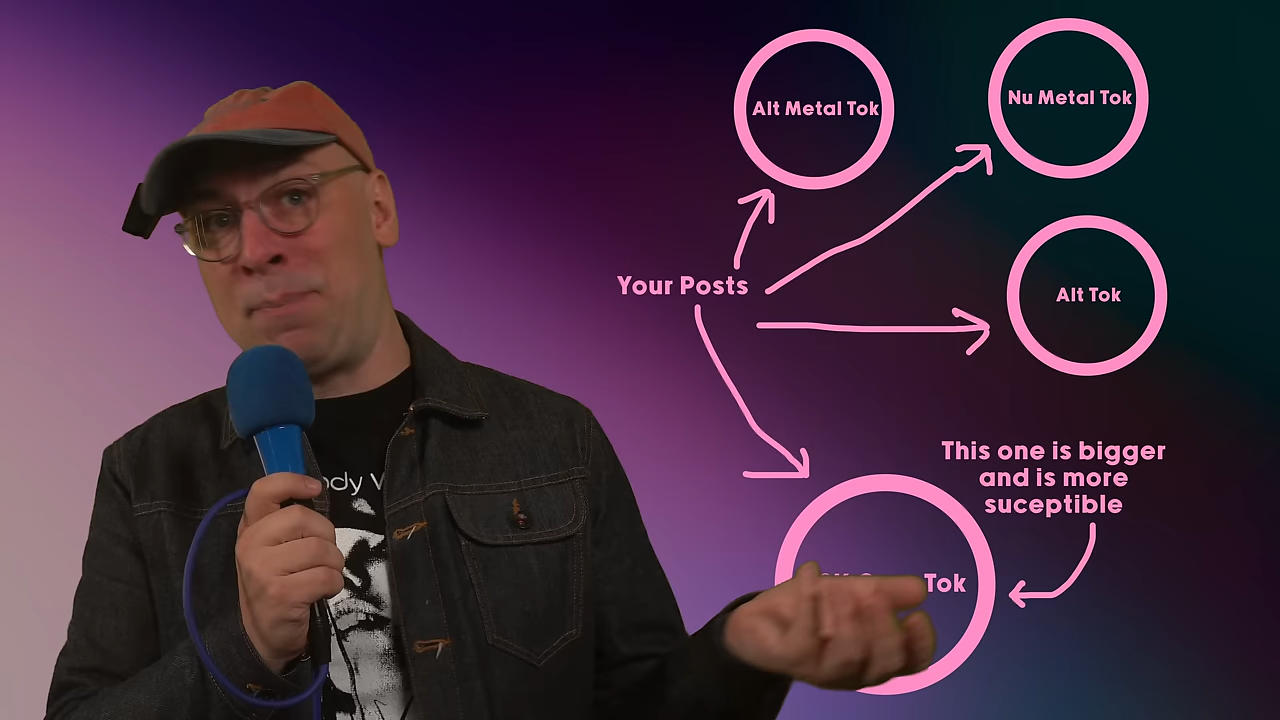 Alt Metal Tok
Nu Metal Tok
Your Posts
Alt Tok
This one is bigger
and is more
suceptible
Tok